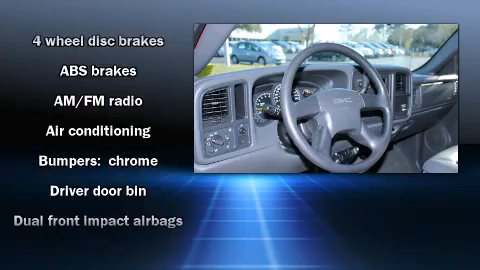 4 wheel disc brakes
ABS brakes
AM/FM radio
Air conditioning
Bumpers: chrome
Driver door bin
Dual front impact airbags
GMC